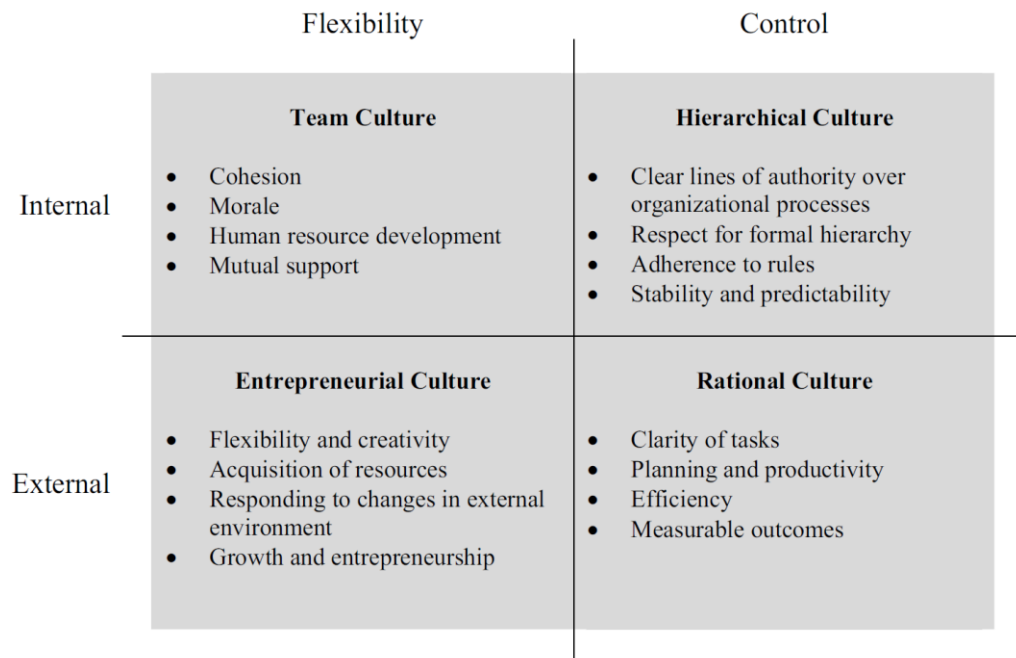 Flexibility
Control
Internal
Team Culture
• Cohesion
• Morale
• Human resource development
• Mutual support
Hierarchical Culture
• Clear lines of authority over
organizational processes
• Respect for formal hierarchy
• Adherence to rules
• Stability and predictability
External
Entrepreneurial Culture
• Flexibility and creativity
• Acquisition of resources
• Responding to changes in external
environment
• Growth and entrepreneurship
Rational Culture
• Clarity of tasks
• Planning and productivity
• Efficiency
• Measurable outcomes